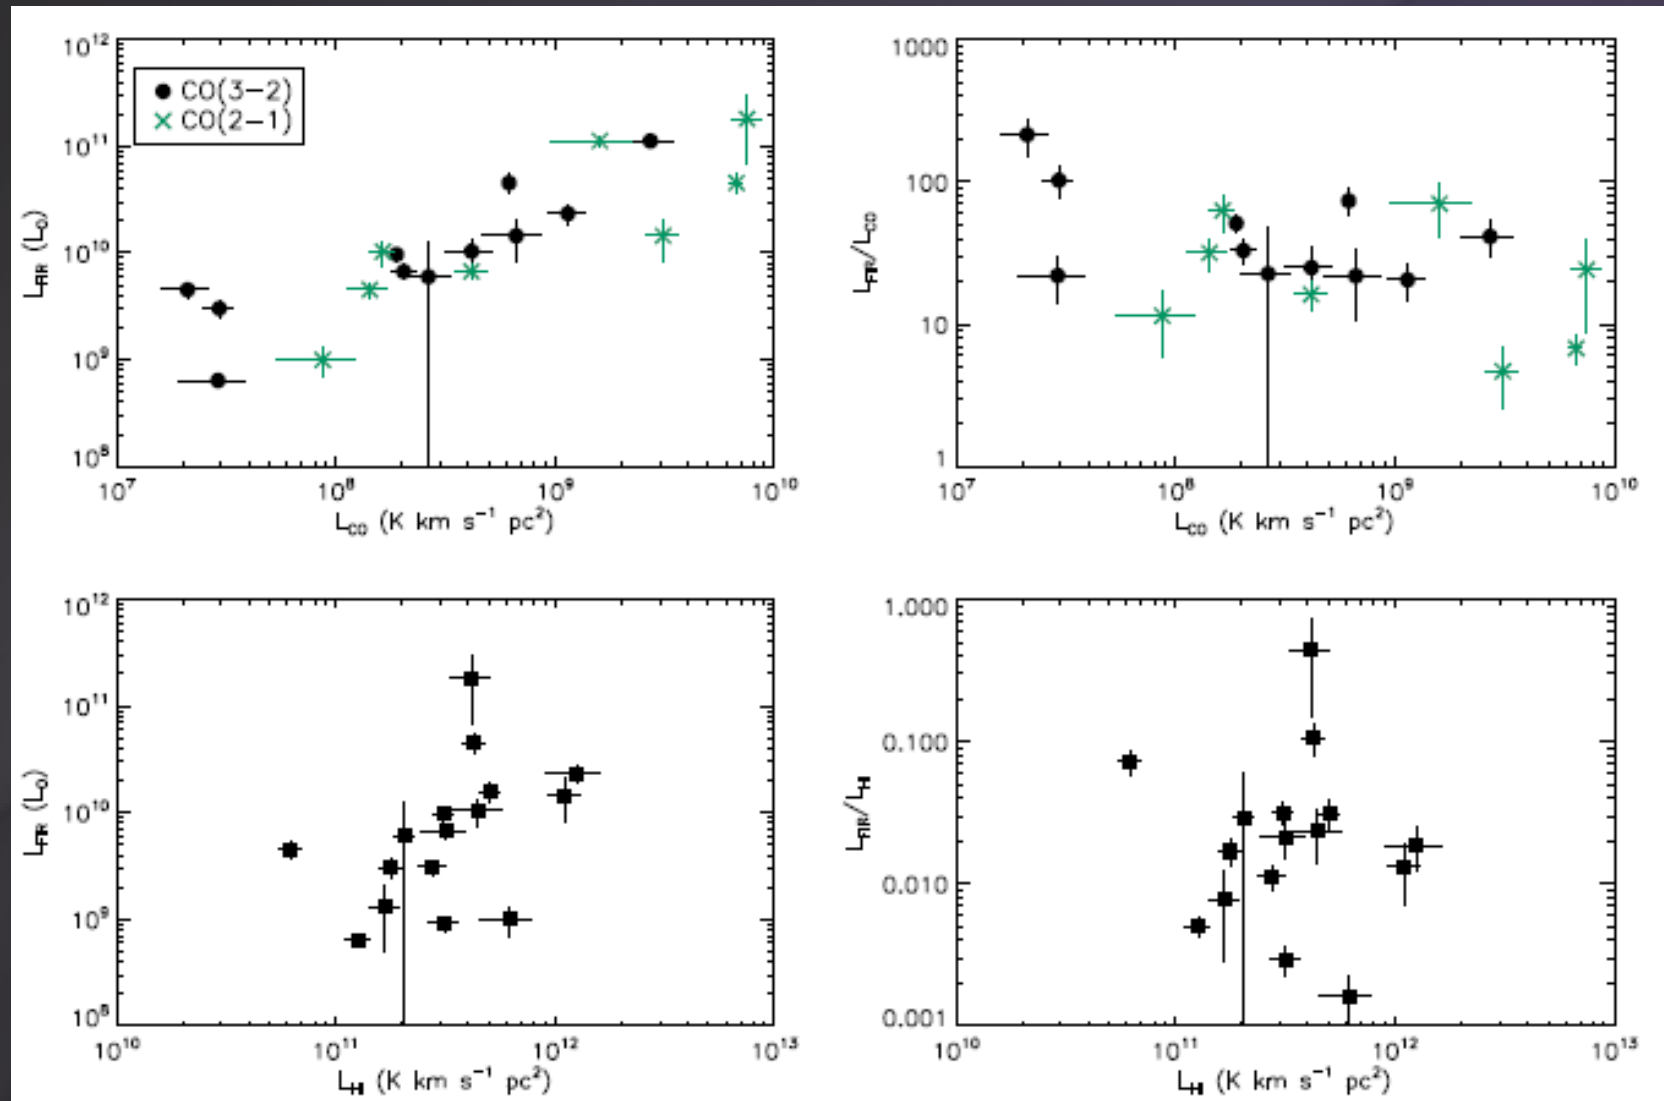 10¹²
10¹¹
10¹⁰
10⁹
10⁸
L_FIR (L_⊙)
CO(3−2)
CO(2−1)
10⁷ 10⁸ 10⁹ 10¹⁰
L_CO (K km s⁻¹ pc²)
1000
100
10
1
L_FIR/L_CO
10⁷ 10⁸ 10⁹ 10¹⁰
L_CO (K km s⁻¹ pc²)
10¹²
10¹¹
10¹⁰
10⁹
10⁸
L_FIR (L_⊙)
10¹⁰ 10¹¹ 10¹² 10¹³
L_HI (K km s⁻¹ pc²)
1.000
0.100
0.010
0.001
L_FIR/L_HI
10¹⁰ 10¹¹ 10¹² 10¹³
L_HI (K km s⁻¹ pc²)